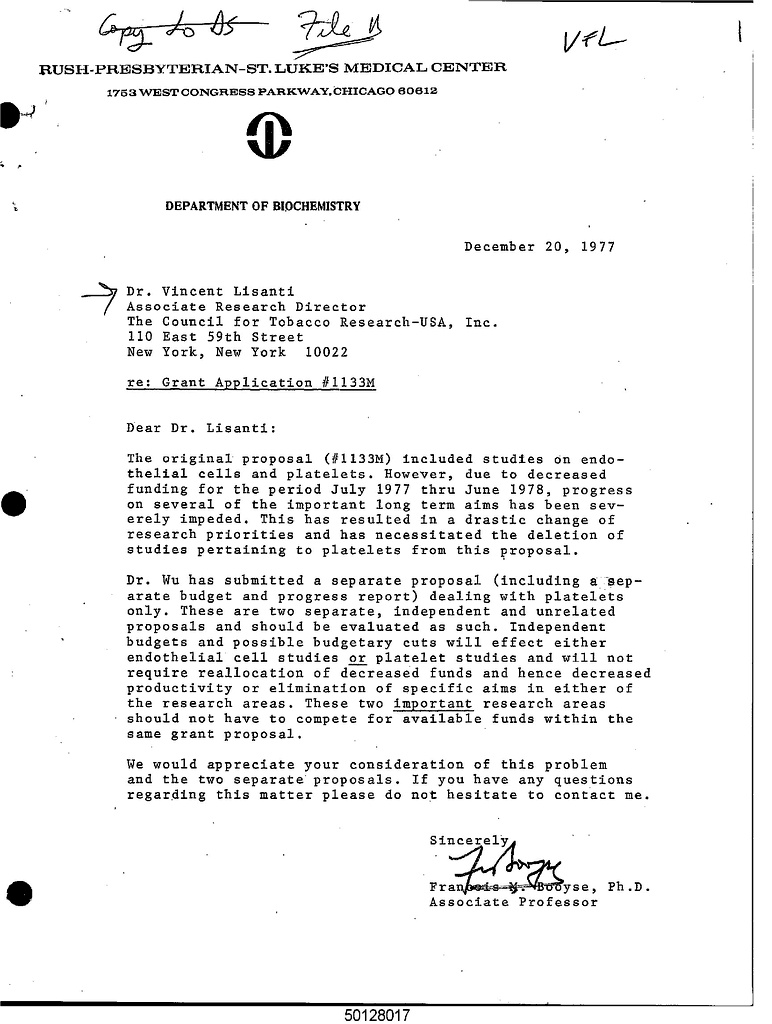 Copy to DS File
VFL
RUSH-PRESBYTERIAN-ST. LUKE'S MEDICAL CENTER
1753 WEST CONGRESS PARKWAY, CHICAGO 60612
DEPARTMENT OF BIOCHEMISTRY
December 20, 1977
Dr. Vincent Lisanti
Associate Research Director
The Council for Tobacco Research-USA, Inc.
110 East 59th Street
New York, New York 10022
re: Grant Application #1133M
Dear Dr. Lisanti:
The original proposal (#1133M) included studies on endo-
thelial cells and platelets. However, due to decreased
funding for the period July 1977 thru June 1978, progress
on several of the important long term aims has been sev-
erely impeded. This has resulted in a drastic change of
research priorities and has necessitated the deletion of
studies pertaining to platelets from this proposal.
Dr. Wu has submitted a separate proposal (including a sep-
arate budget and progress report) dealing with platelets
only. These are two separate, independent and unrelated
proposals and should be evaluated as such. Independent
budgets and possible budgetary cuts will effect either
endothelial cell studies or platelet studies and will not
require reallocation of decreased funds and hence decreased
productivity or elimination of specific aims in either of
the research areas. These two important research areas
should not have to compete for available funds within the
same grant proposal.
We would appreciate your consideration of this problem
and the two separate proposals. If you have any questions
regarding this matter please do not hesitate to contact me.
Sincerely,
Francois M. Booyse, Ph.D.
Associate Professor
50128017